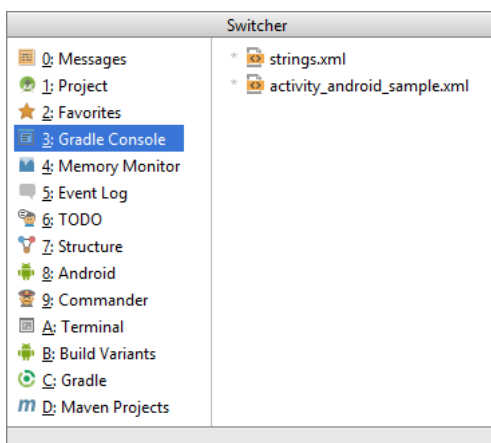 Switcher
0: Messages
1: Project
2: Favorites
3: Gradle Console
4: Memory Monitor
5: Event Log
6: TODO
7: Structure
8: Android
9: Commander
A: Terminal
B: Build Variants
C: Gradle
D: Maven Projects
* strings.xml
* activity_android_sample.xml